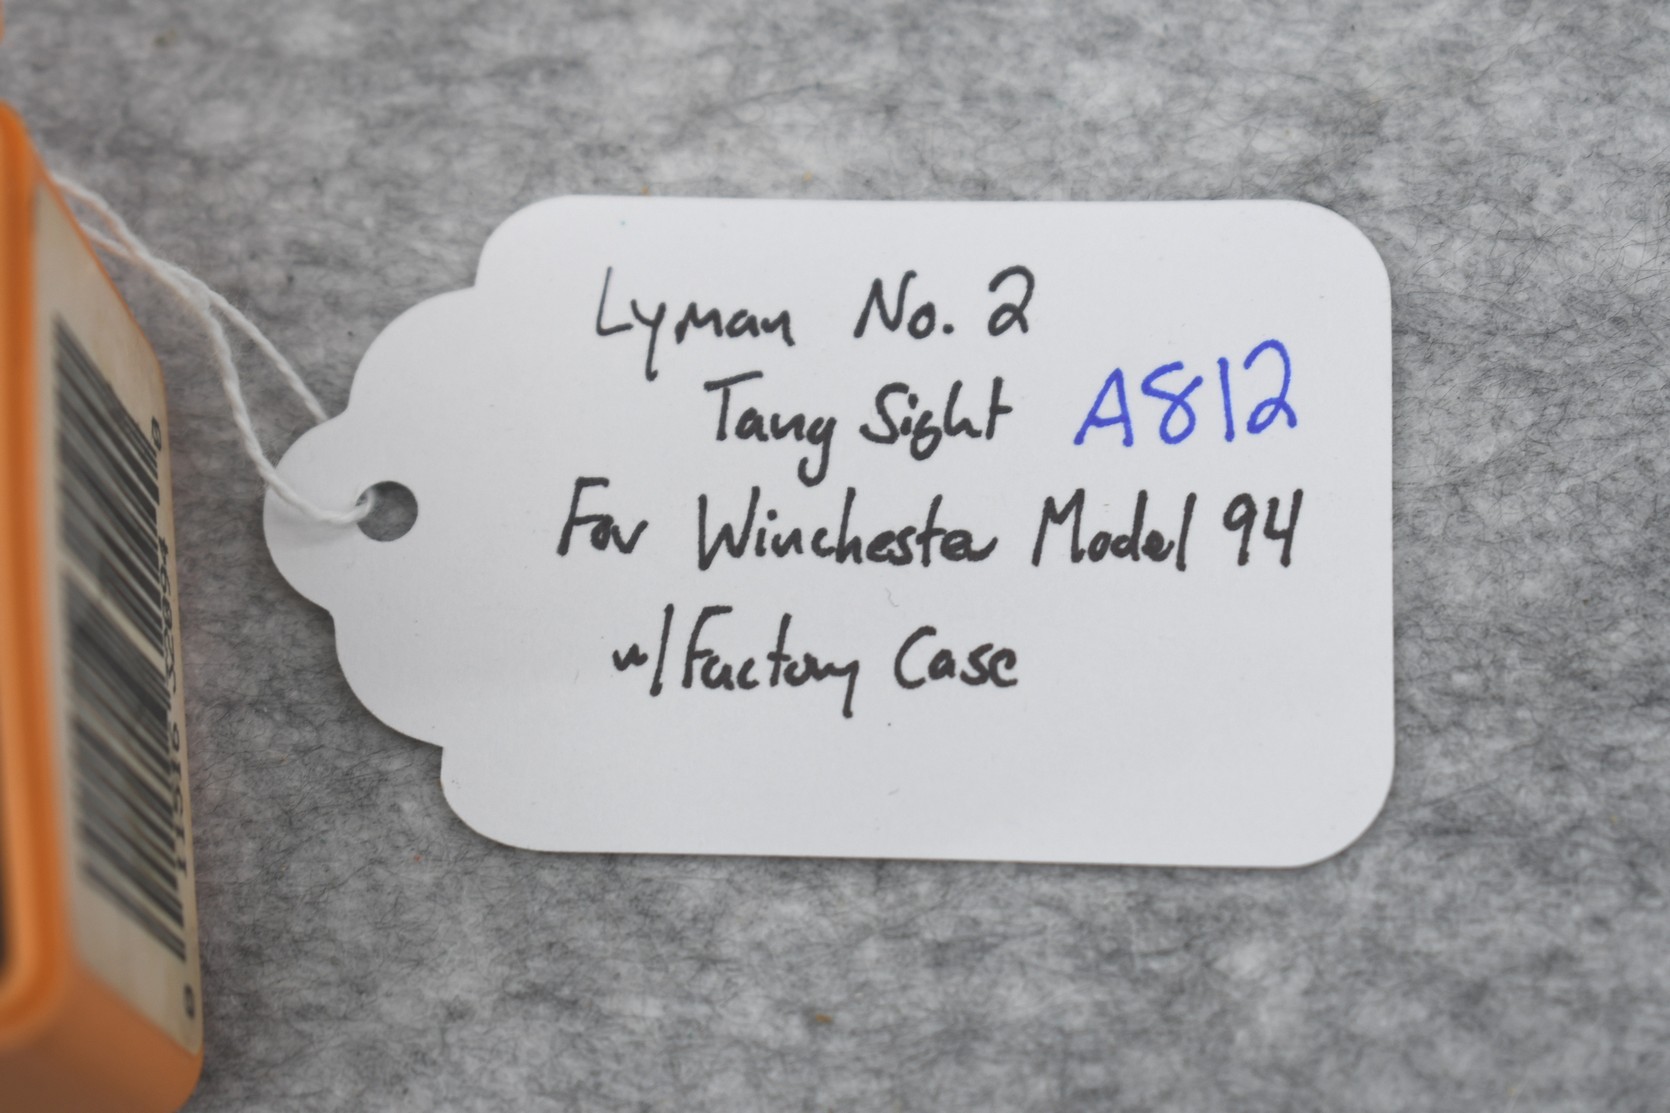 Lyman No. 2
Tang Sight A812
For Winchester Model 94
w/Factory Case